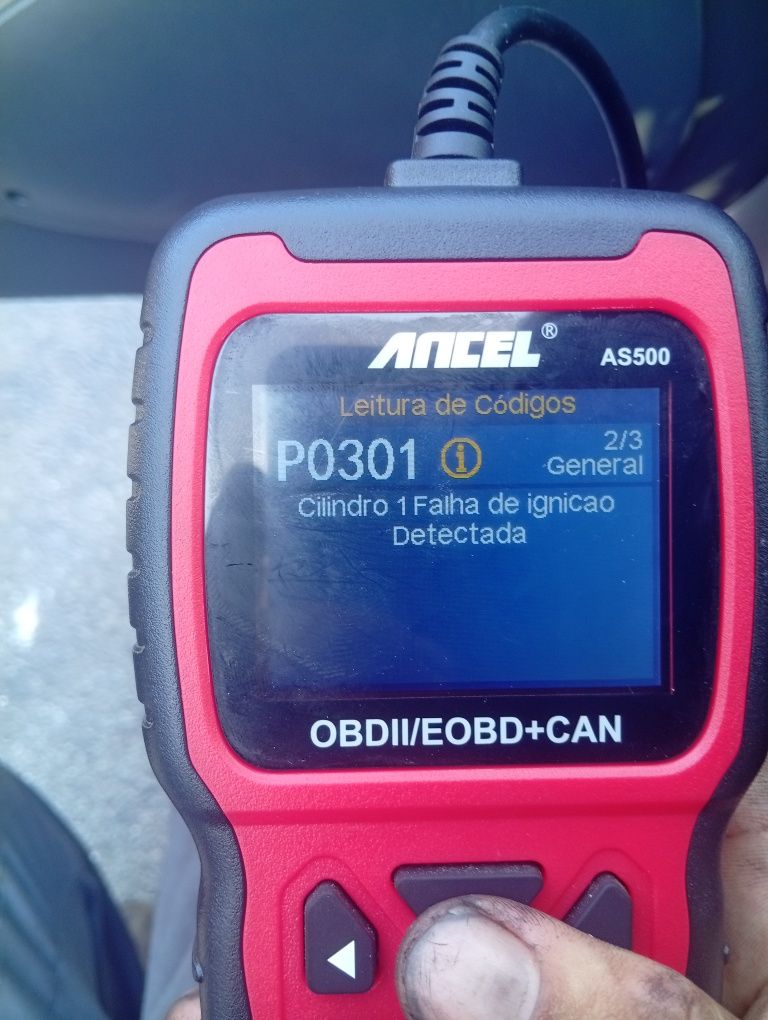 ANCEL®
AS500
Leitura de Códigos
P0301
2/3
General
Cilindro 1 Falha de ignicao
Detectada
OBDII/EOBD+CAN